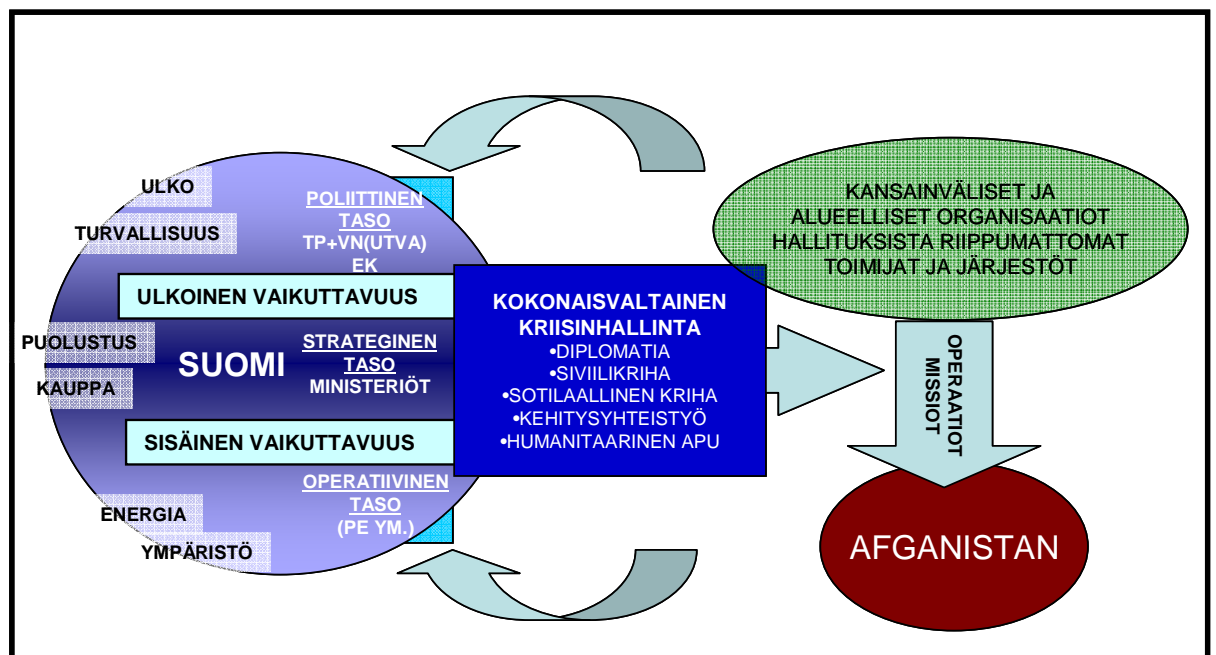 ULKO
TURVALLISUUS
POLIITTINEN
TASO
TP+VN(UTVA)
EK
ULKOINEN VAIKUTTAVUUS
PUOLUSTUS
KAUPPA
SUOMI
STRATEGINEN
TASO
MINISTERIÖT
SISÄINEN VAIKUTTAVUUS
OPERATIIVINEN
TASO
(PE YM.)
ENERGIA
YMPÄRISTÖ
KOKONAISVALTAINEN
KRIISINHALLINTA
•DIPLOMATIA
•SIVIILIKRIHA
•SOTILAALLINEN KRIHA
•KEHITYSYHTEISTYÖ
•HUMANITAARINEN APU
KANSAINVÄLISET JA
ALUEELLISET ORGANISAATIOT
HALLITUKSISTA RIIPPUMATTOMAT
TOIMIJAT JA JÄRJESTÖT
OPERAATIOT
MISSIOT
AFGANISTAN